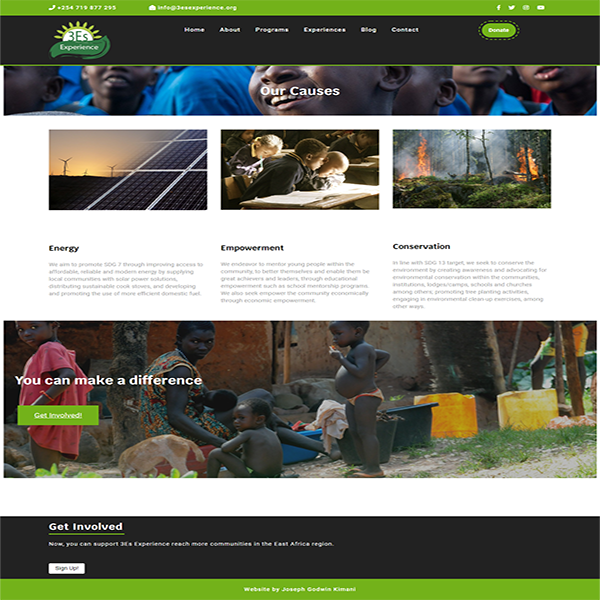 +254 719 877 295 info@3esexperience.org
3Es
Experience
Home About Programs Experiences Blog Contact Donate
Our Causes
Energy
We aim to promote SDG 7 through improving access to
affordable, reliable and modern energy by supplying
local communities with solar power solutions,
distributing sustainable cook stoves, and developing
and promoting the use of more efficient domestic fuel.
Empowerment
We endevor to mentor young people within the
community, to better themselves and enable them be
great achievers and leaders, through educational
empowerment such as school mentorship programs.
We also seek empower the community economically
through economic empowerment.
Conservation
In line with SDG 13 target, we seek to conserve the
environment by creating awareness and advocating for
environmental conservation within the communities,
institutions, lodges/camps, schools and churches
among others, promoting tree planting activities,
engaging in environmental clean-up exercises, among
other ways.
You can make a difference
Get Involved!
Get Involved
Now, you can support 3Es Experience reach more communities in the East Africa region.
Sign Up!
Website by Joseph Godwin Kimani